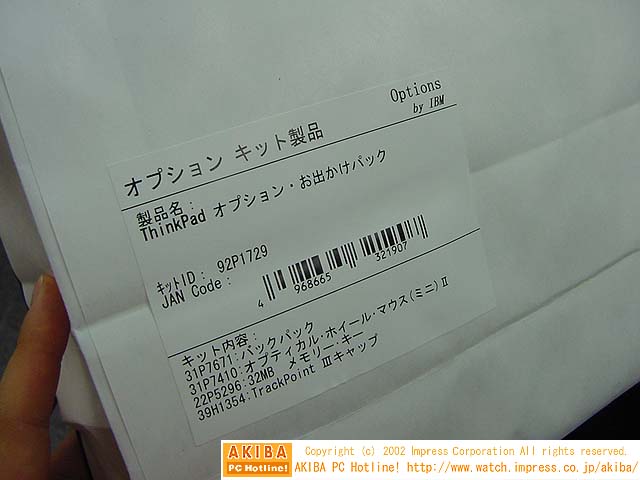 Options
by IBM
オプション キット製品
製品名:
ThinkPad オプション・お出かけパック
キットID: 92P1729
JAN Code:
4 968665 321907
キット内容:
31P7671:バックパック
31P7410:オプティカル・ホイール・マウス(ミニ)Ⅱ
22P5296:32MB メモリー・キー
39H1354:TrackPoint Ⅲキャップ
AKIBA
PC Hotline!
Copyright (c) 2002 Impress Corporation All rights reserved.
AKIBA PC Hotline! http://www.watch.impress.co.jp/akiba/